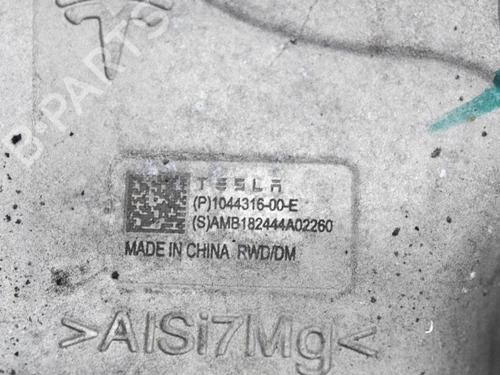 B-PARTS
TESLA
(P)1044316-00-E
(S)AMB182444A02260
MADE IN CHINA RWD/DM
>AlSi7Mg<